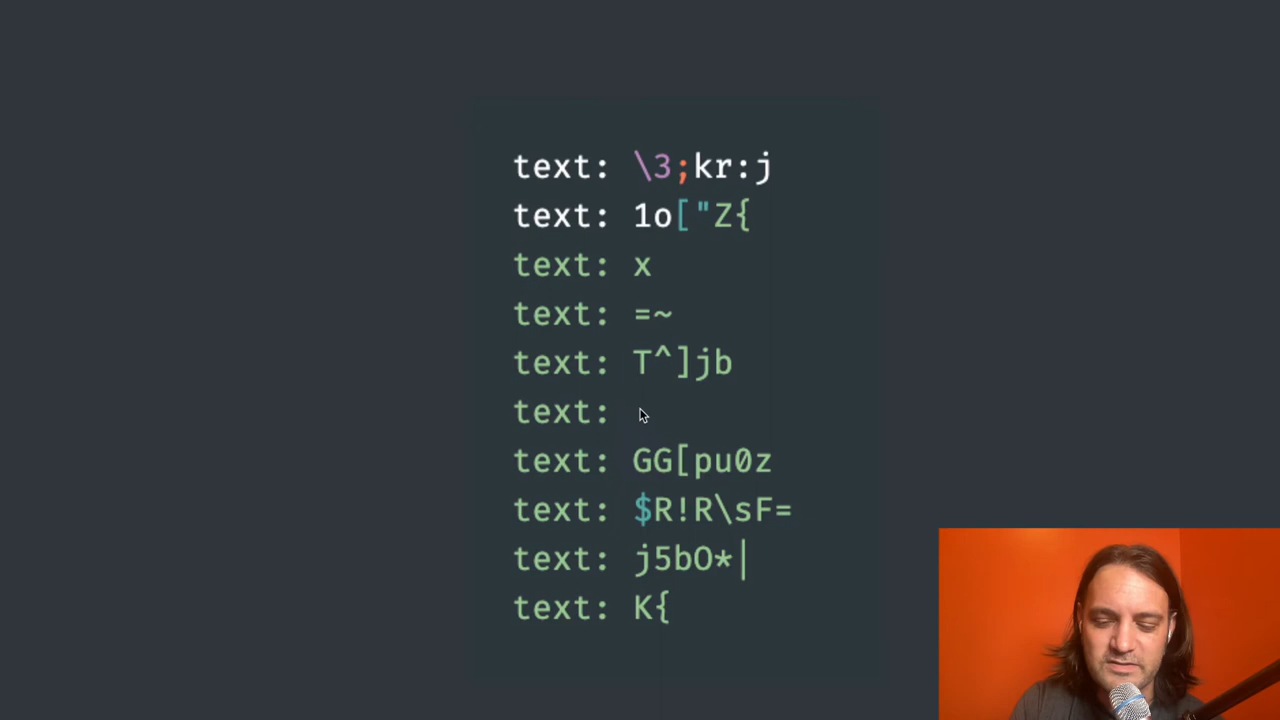 text: \3;kr:j
text: 1o["Z{
text: x
text: =~
text: T^]jb
text:
text: GG[pu0z
text: $R!R\sF=
text: j5bO*|
text: K{